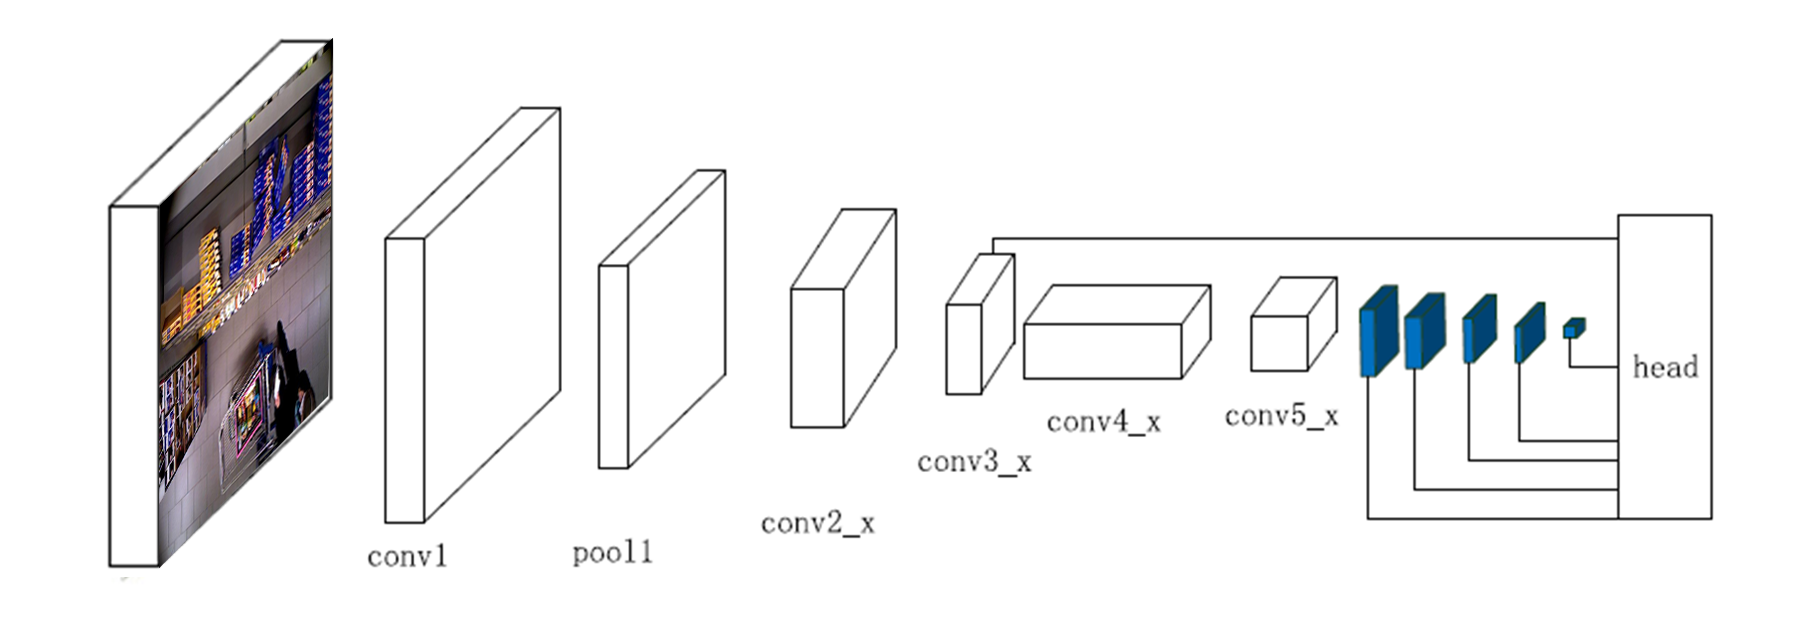 conv1
pool1
conv2_x
conv3_x
conv4_x
conv5_x
head